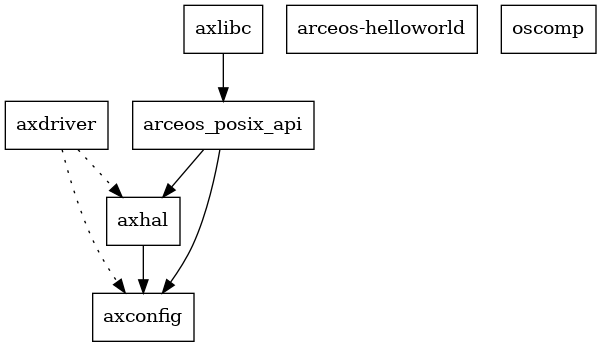 axlibc
arceos-helloworld
oscomp
axdriver
arceos_posix_api
axhal
axconfig